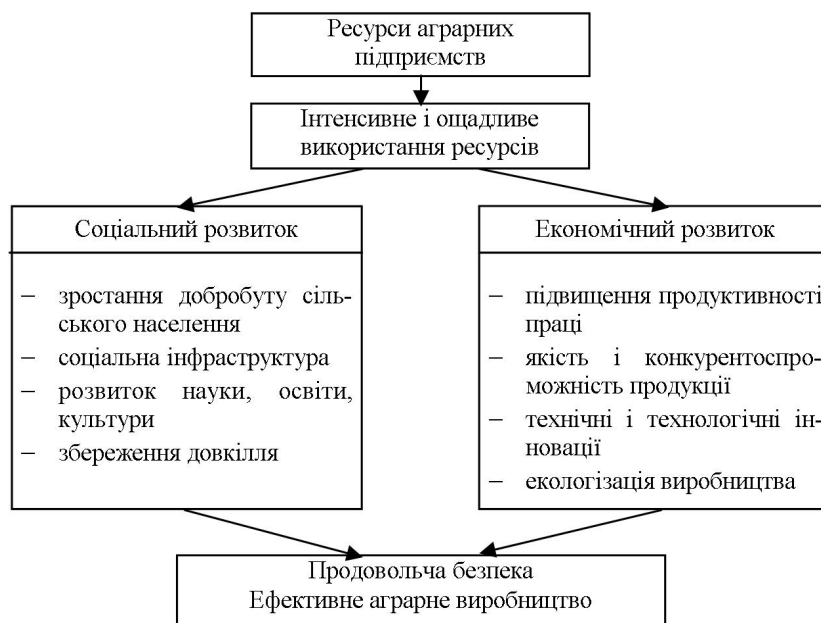 Ресурси аграрних
підприємств
Інтенсивне і ощадливе
використання ресурсів
Соціальний розвиток
– зростання добробуту сіль-
ського населення
– соціальна інфраструктура
– розвиток науки, освіти,
культури
– збереження довкілля
Економічний розвиток
– підвищення продуктивності
праці
– якість і конкурентоспро-
можність продукції
– технічні і технологічні ін-
новації
– екологізація виробництва
Продовольча безпека
Ефективне аграрне виробництво